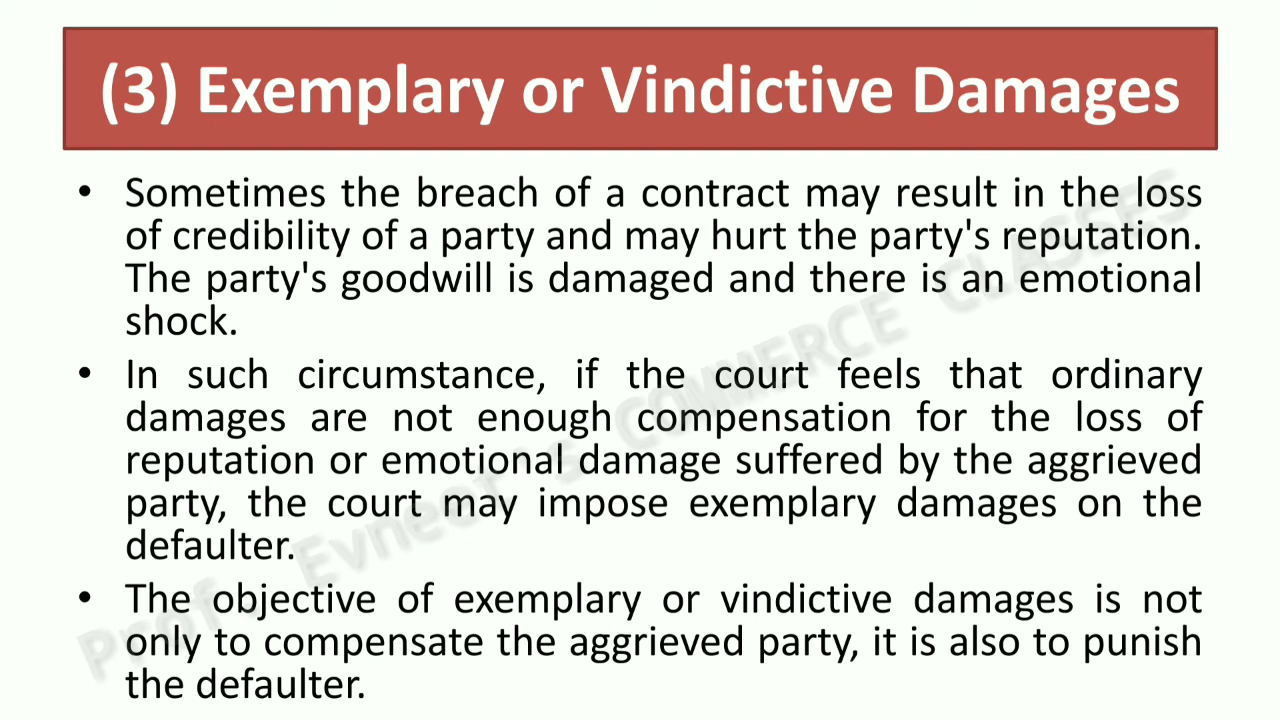 (3) Exemplary or Vindictive Damages
• Sometimes the breach of a contract may result in the loss
of credibility of a party and may hurt the party's reputation.
The party's goodwill is damaged and there is an emotional
shock.
• In such circumstance, if the court feels that ordinary
damages are not enough compensation for the loss of
reputation or emotional damage suffered by the aggrieved
party, the court may impose exemplary damages on the
defaulter.
• The objective of exemplary or vindictive damages is not
only to compensate the aggrieved party, it is also to punish
the defaulter.
Prof. Evneet's COMMERCE CLASSES